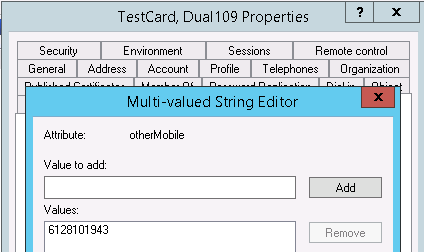 TestCard, Dual109 Properties
? x
Security Environment Sessions Remote control
General Address Account Profile Telephones Organization
Published Certificates Member Of Password Replication Dial-in Object
Multi-valued String Editor
x
Attribute: otherMobile
Value to add:
Add
Values:
6128101943
Remove